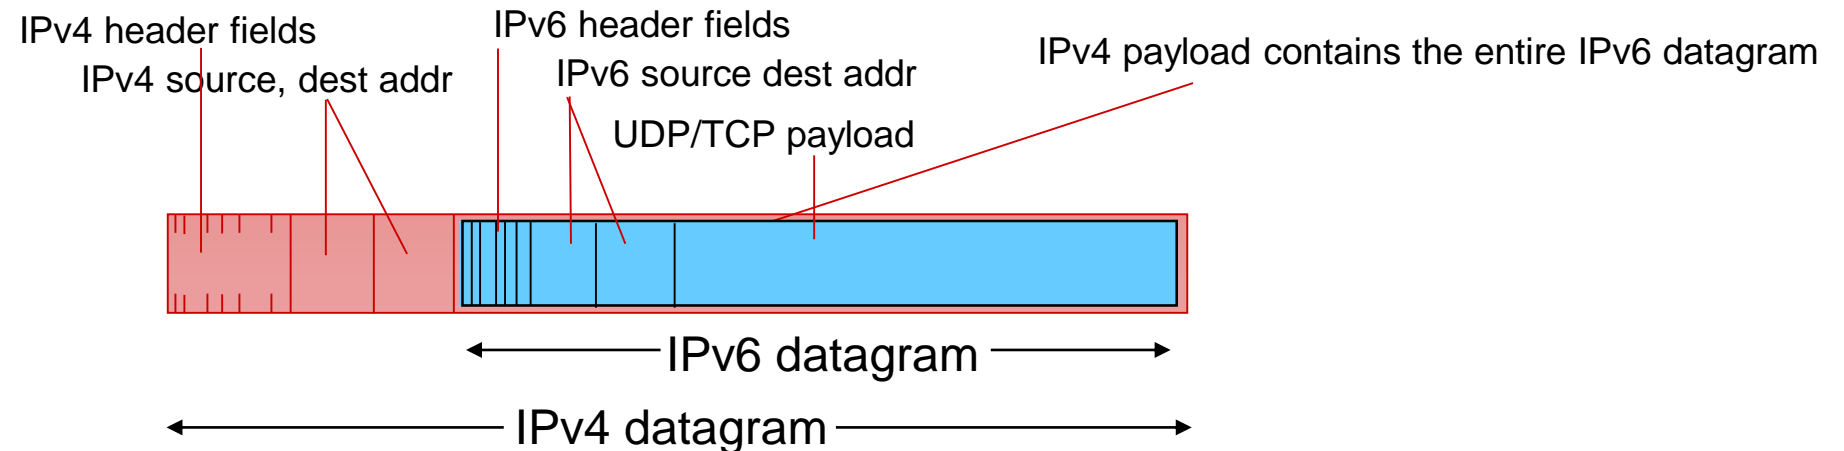 IPv4 header fields
IPv4 source, dest addr
IPv6 header fields
IPv6 source dest addr
UDP/TCP payload
IPv4 payload contains the entire IPv6 datagram
IPv6 datagram
IPv4 datagram